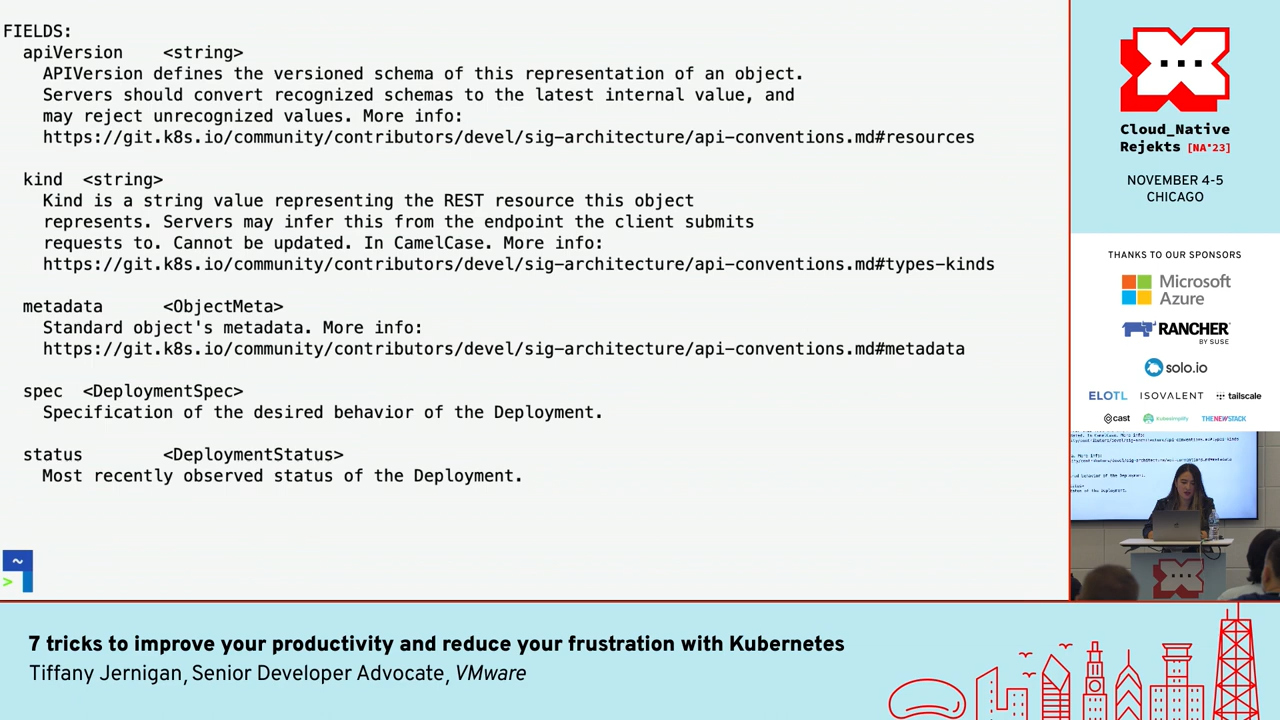 FIELDS:
apiVersion <string>
APIVersion defines the versioned schema of this representation of an object.
Servers should convert recognized schemas to the latest internal value, and
may reject unrecognized values. More info:
https://git.k8s.io/community/contributors/devel/sig-architecture/api-conventions.md#resources
kind <string>
Kind is a string value representing the REST resource this object
represents. Servers may infer this from the endpoint the client submits
requests to. Cannot be updated. In CamelCase. More info:
https://git.k8s.io/community/contributors/devel/sig-architecture/api-conventions.md#types-kinds
metadata <ObjectMeta>
Standard object's metadata. More info:
https://git.k8s.io/community/contributors/devel/sig-architecture/api-conventions.md#metadata
spec <DeploymentSpec>
Specification of the desired behavior of the Deployment.
status <DeploymentStatus>
Most recently observed status of the Deployment.
~
>
Cloud_Native
Rejekts [NA'23]
NOVEMBER 4-5
CHICAGO
THANKS TO OUR SPONSORS
Microsoft
Azure
RANCHER
BY SUSE
solo.io
ELOTL ISOVALENT tailscale
cast kubesimplify THENEWSTACK
7 tricks to improve your productivity and reduce your frustration with Kubernetes
Tiffany Jernigan, Senior Developer Advocate, VMware